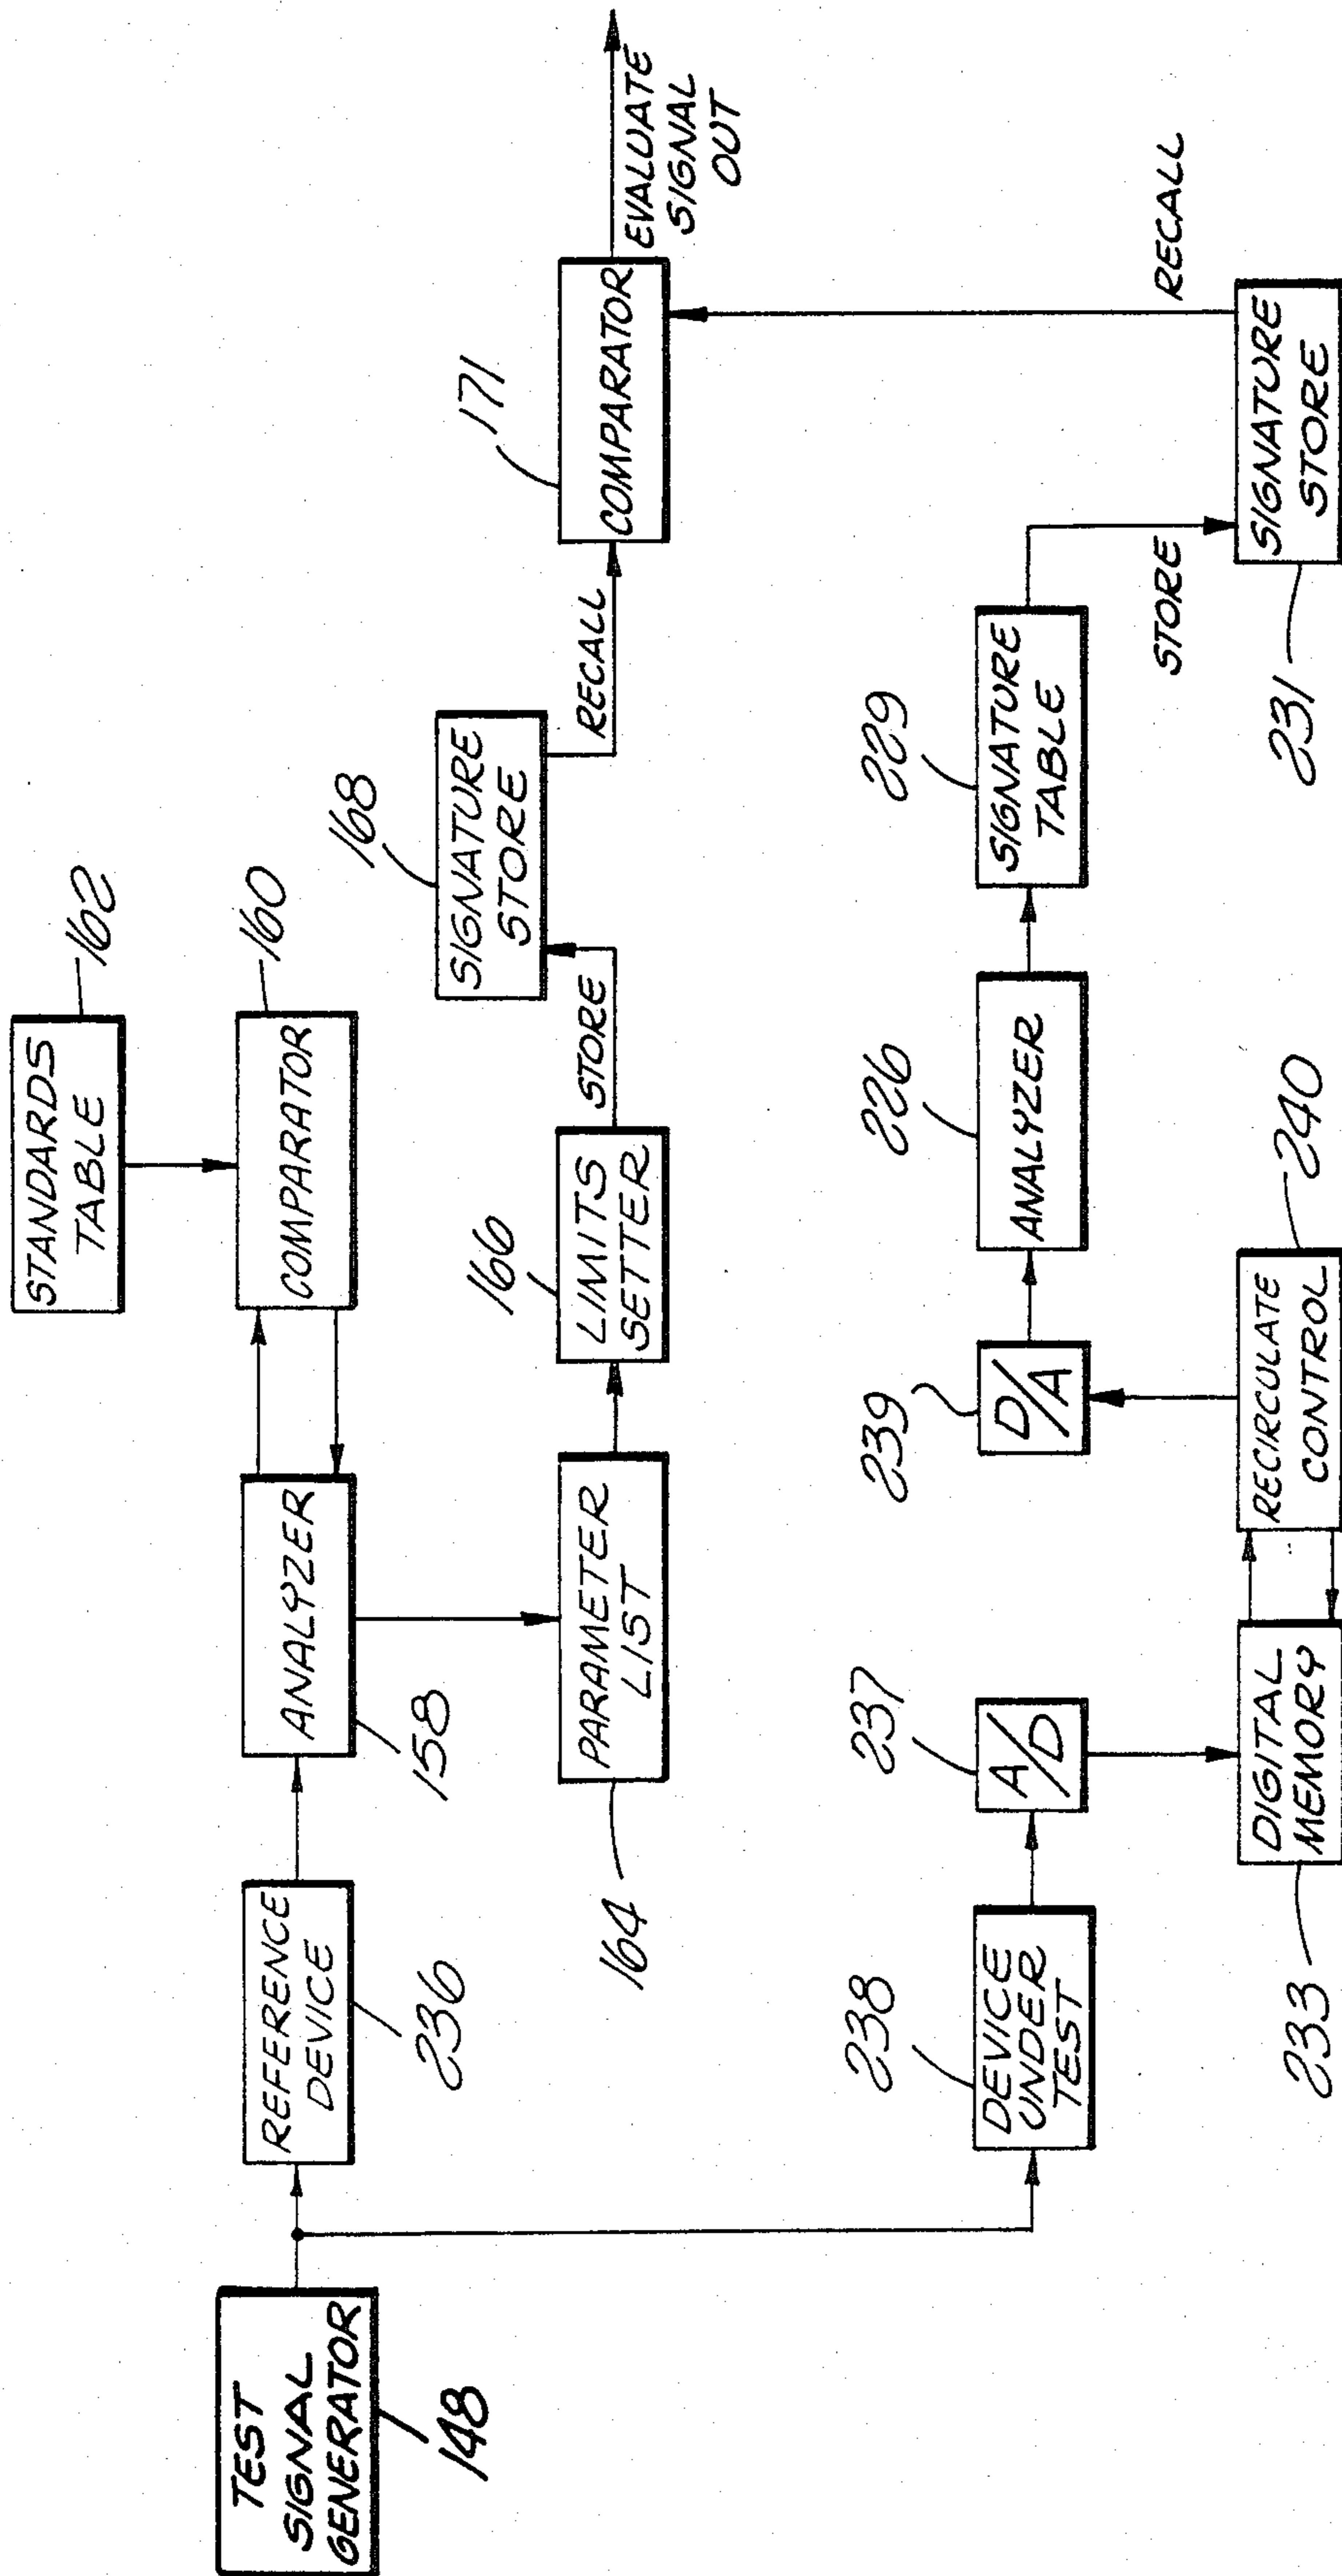 TEST
SIGNAL
GENERATOR
148
REFERENCE
DEVICE
236
ANALYZER
158
COMPARATOR
160
STANDARDS
TABLE
162
PARAMETER
LIST
164
LIMITS
SETTER
166
STORE
SIGNATURE
STORE
168
RECALL
COMPARATOR
171
EVALUATE
SIGNAL
OUT
DEVICE
UNDER
TEST
238
A/D
237
DIGITAL
MEMORY
233
RECIRCULATE
CONTROL
240
D/A
239
ANALYZER
226
SIGNATURE
TABLE
229
STORE
SIGNATURE
STORE
231
RECALL